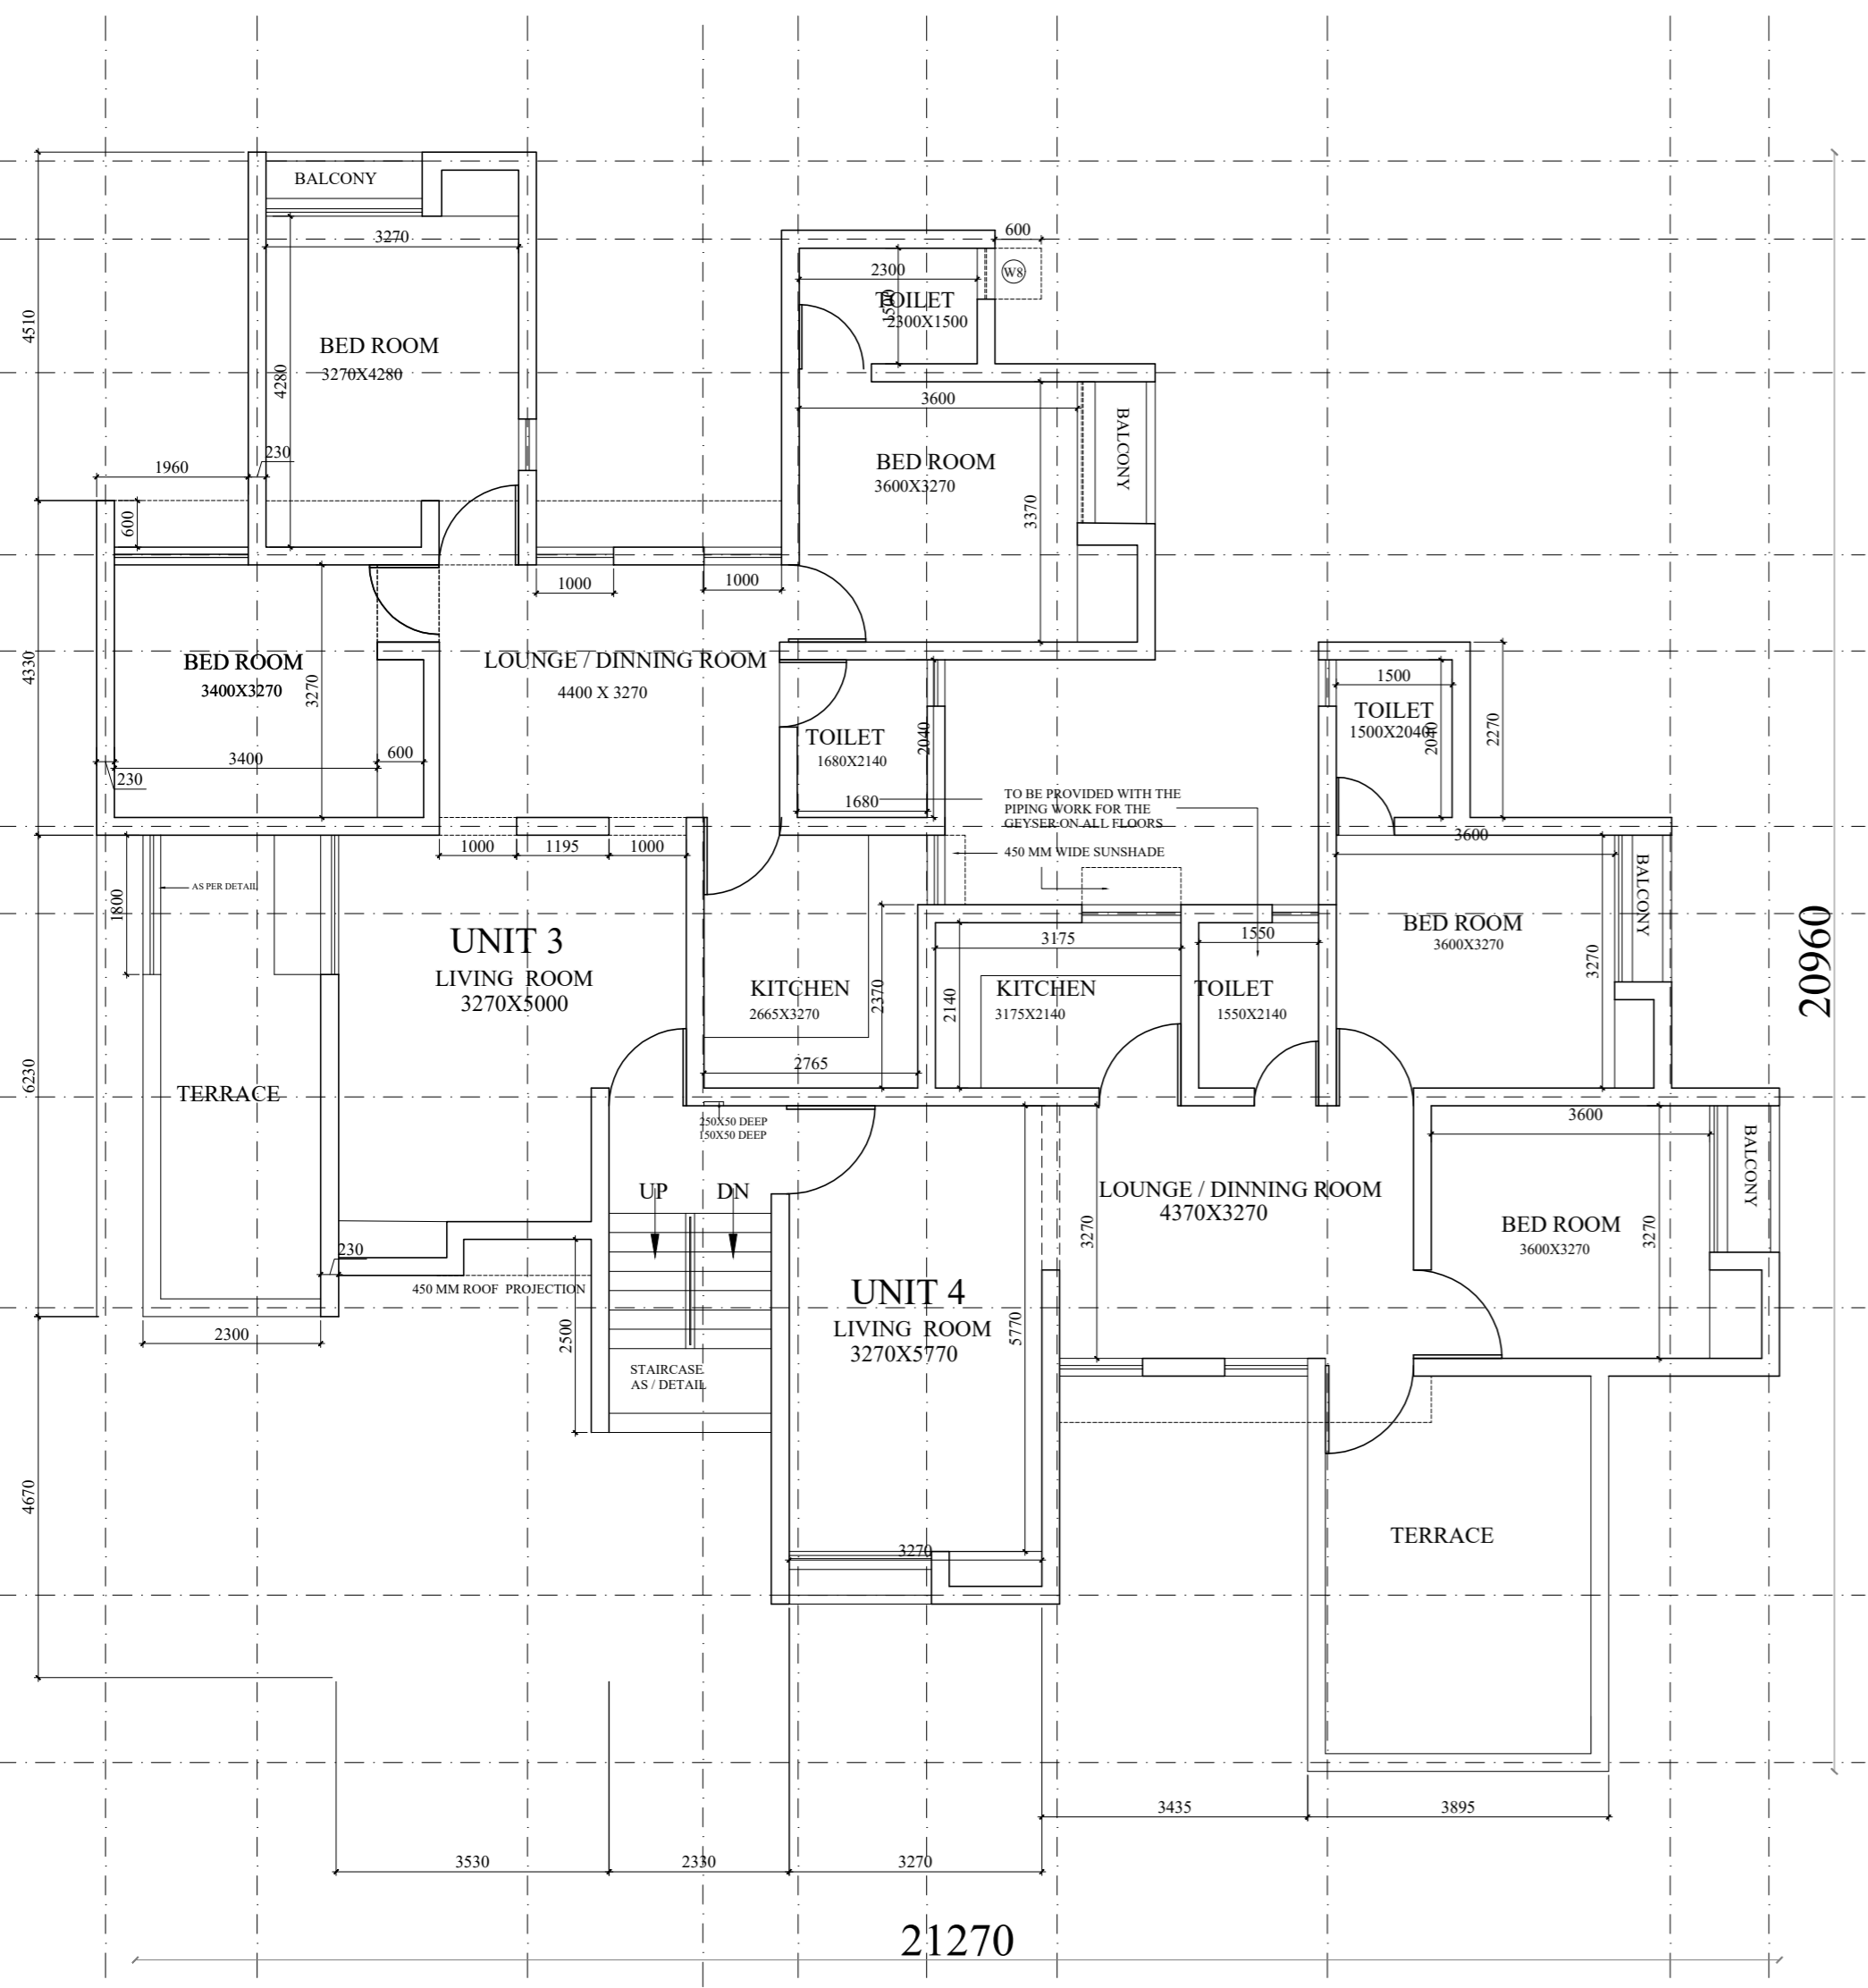 BALCONY
3270
600
2300
W8
TOILET
1500
2300X1500
4510
BED ROOM
3270X4280
4280
3600
BALCONY
BED ROOM
3600X3270
3370
230
1960
600
1000
1000
4330
BED ROOM
3400X3270
3270
LOUNGE / DINNING ROOM
4400 X 3270
1500
TOILET
1500X2040
2040
2270
TOILET
1680X2140
2040
3400
600
230
1680
TO BE PROVIDED WITH THE
PIPING WORK FOR THE
GEYSER ON ALL FLOORS
3600
1000
1195
1000
450 MM WIDE SUNSHADE
BALCONY
AS PER DETAIL
1800
UNIT 3
LIVING ROOM
3270X5000
3175
1550
BED ROOM
3600X3270
3270
20960
KITCHEN
2665X3270
2370
2140
KITCHEN
3175X2140
TOILET
1550X2140
2765
6230
TERRACE
250X50 DEEP
150X50 DEEP
3600
BALCONY
UP
DN
LOUNGE / DINNING ROOM
4370X3270
3270
BED ROOM
3600X3270
3270
230
450 MM ROOF PROJECTION
UNIT 4
LIVING ROOM
3270X5770
5770
2300
2500
STAIRCASE
AS / DETAIL
4670
3270
TERRACE
3435
3895
3530
2330
3270
21270